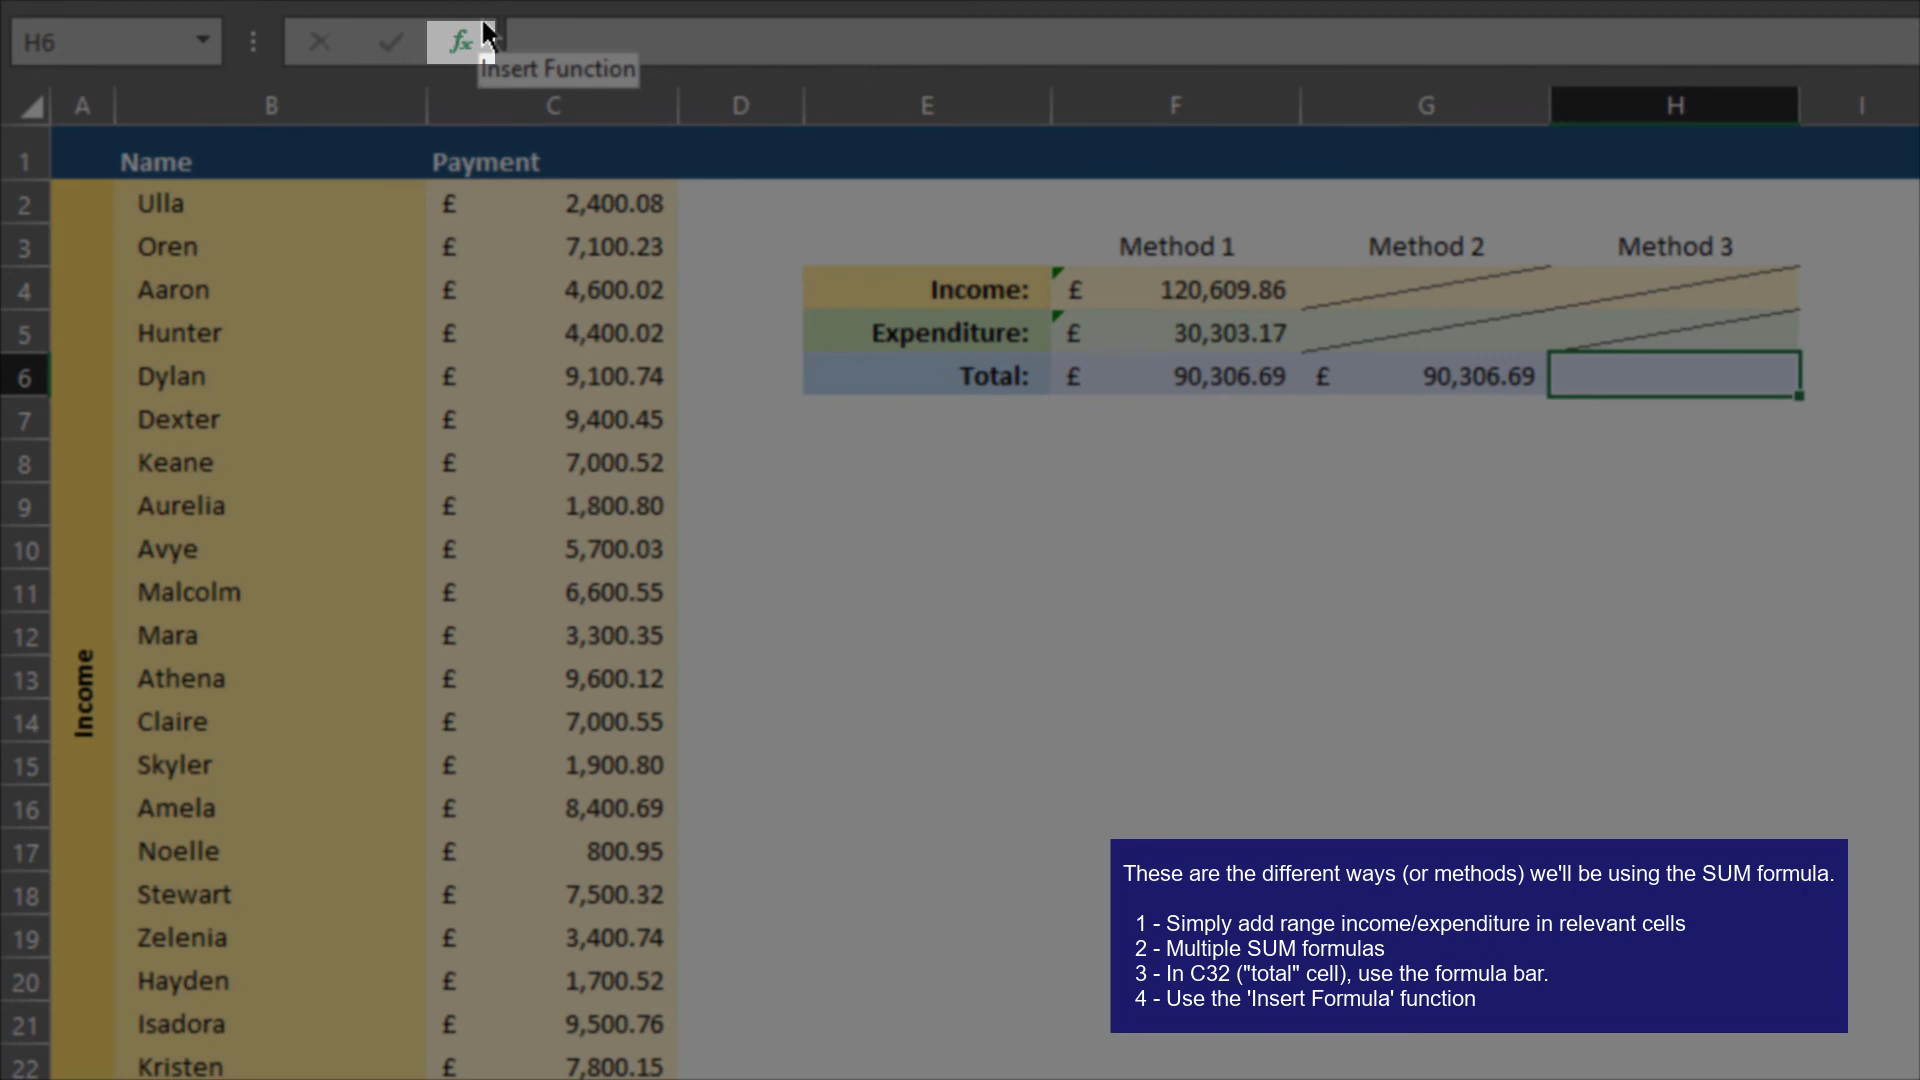 H6
fx
Insert Function
A B C D E F G H I
1 Name Payment
2 Ulla £ 2,400.08
3 Oren £ 7,100.23 Method 1 Method 2 Method 3
4 Aaron £ 4,600.02 Income: £ 120,609.86
5 Hunter £ 4,400.02 Expenditure: £ 30,303.17
6 Dylan £ 9,100.74 Total: £ 90,306.69 £ 90,306.69
7 Dexter £ 9,400.45
8 Keane £ 7,000.52
9 Aurelia £ 1,800.80
10 Avye £ 5,700.03
11 Malcolm £ 6,600.55
12 Mara £ 3,300.35
13 Athena £ 9,600.12
Income
14 Claire £ 7,000.55
15 Skyler £ 1,900.80
16 Amela £ 8,400.69
17 Noelle £ 800.95
18 Stewart £ 7,500.32
19 Zelenia £ 3,400.74
20 Hayden £ 1,700.52
21 Isadora £ 9,500.76
22 Kristen £ 7,800.15
These are the different ways (or methods) we'll be using the SUM formula.
1 - Simply add range income/expenditure in relevant cells
2 - Multiple SUM formulas
3 - In C32 ("total" cell), use the formula bar.
4 - Use the 'Insert Formula' function